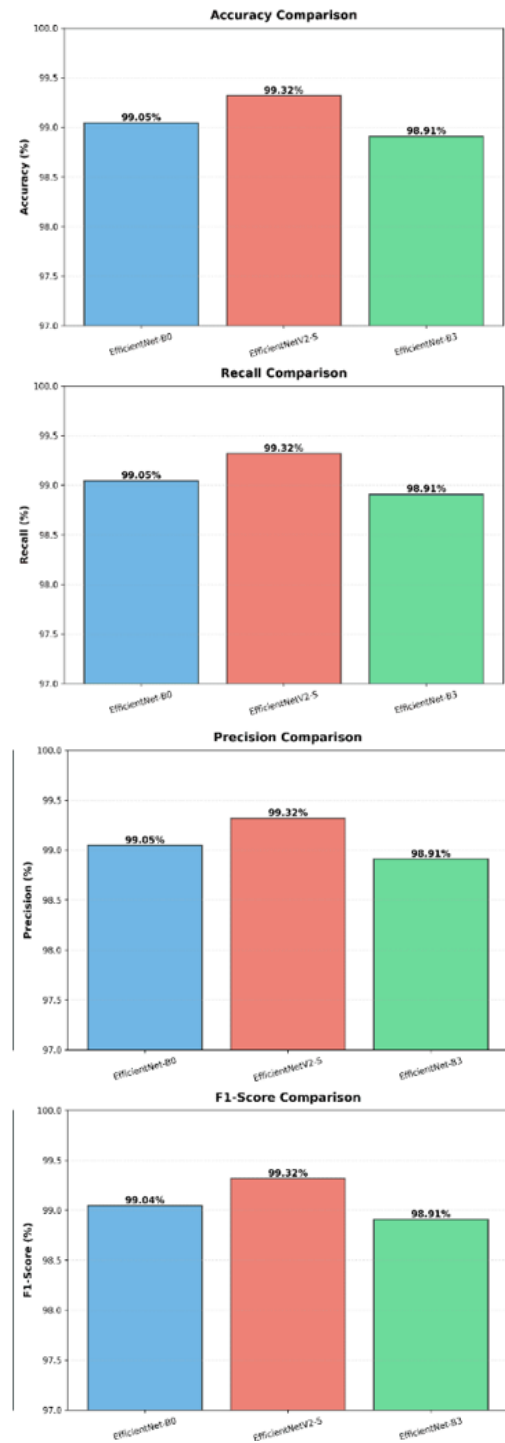 Accuracy Comparison
100.0
99.5
99.0
98.5
98.0
97.5
97.0
Accuracy (%)
99.05%
99.32%
98.91%
EfficientNet-B0
EfficientNetV2-S
EfficientNet-B3
Recall Comparison
100.0
99.5
99.0
98.5
98.0
97.5
97.0
Recall (%)
99.05%
99.32%
98.91%
EfficientNet-B0
EfficientNetV2-S
EfficientNet-B3
Precision Comparison
100.0
99.5
99.0
98.5
98.0
97.5
97.0
Precision (%)
99.05%
99.32%
98.91%
EfficientNet-B0
EfficientNetV2-S
EfficientNet-B3
F1-Score Comparison
100.0
99.5
99.0
98.5
98.0
97.5
97.0
F1-Score (%)
99.04%
99.32%
98.91%
EfficientNet-B0
EfficientNetV2-S
EfficientNet-B3